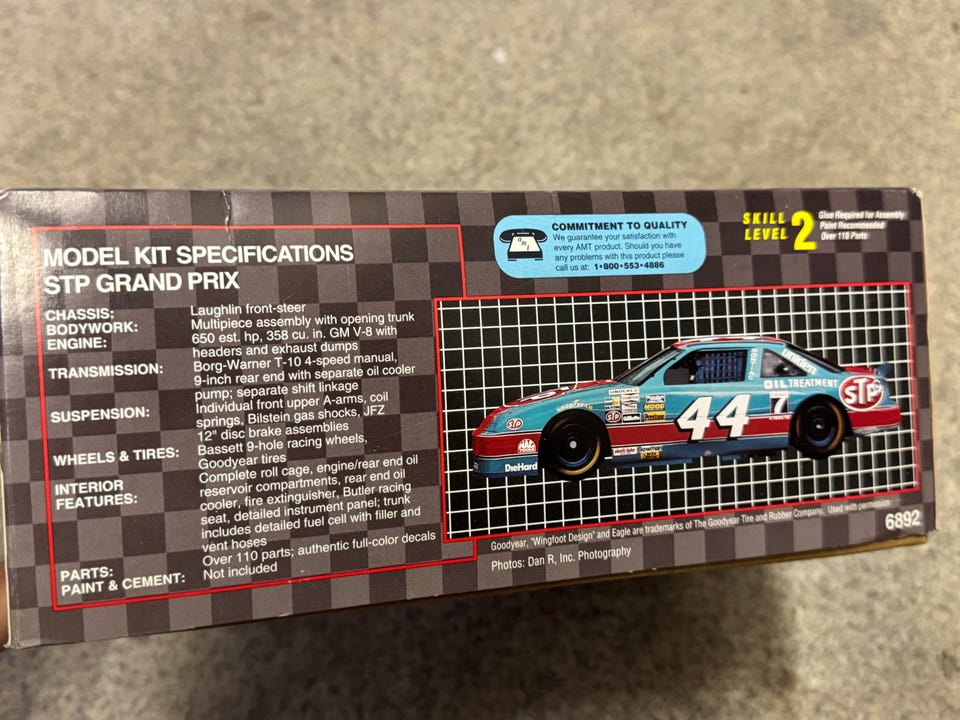 MODEL KIT SPECIFICATIONS
STP GRAND PRIX
CHASSIS: Laughlin front-steer
BODYWORK: Multipiece assembly with opening trunk
ENGINE: 650 est. hp, 358 cu. in. GM V-8 with
headers and exhaust dumps
TRANSMISSION: Borg-Warner T-10 4-speed manual,
9-inch rear end with separate oil cooler
pump; separate shift linkage
SUSPENSION: Individual front upper A-arms, coil
springs, Bilstein gas shocks, JFZ
12" disc brake assemblies
WHEELS & TIRES: Bassett 9-hole racing wheels,
Goodyear tires
INTERIOR
FEATURES: Complete roll cage, engine/rear end oil
reservoir compartments, rear end oil
cooler, fire extinguisher, Butler racing
seat, detailed instrument panel; trunk
includes detailed fuel cell with filler and
vent hoses
PARTS: Over 110 parts; authentic full-color decals
PAINT & CEMENT: Not included
amt
COMMITMENT TO QUALITY
We guarantee your satisfaction with
every AMT product. Should you have
any problems with this product please
call us at: 1•800•553•4886
SKILL
LEVEL 2
Glue Required for Assembly
Paint Recommended
Over 110 Parts
uniden
OIL TREATMENT
STP
44
7
GOODYEAR
STP
UNOCAL
MOOG
Gillette
MAC
DieHard
Goodyear, "Wingfoot Design" and Eagle are trademarks of The Goodyear Tire and Rubber Company. Used with permission
Photos: Dan R, Inc. Photography
6892